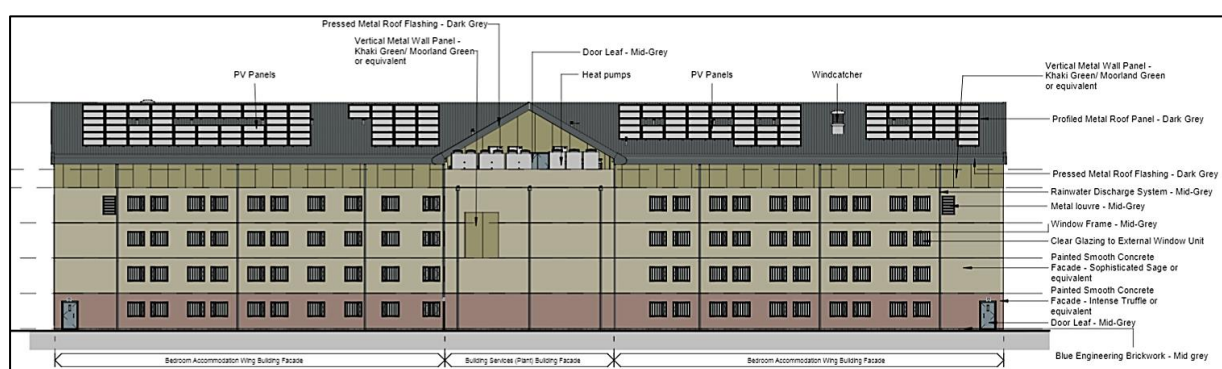 Pressed Metal Roof Flashing - Dark Grey
Vertical Metal Wall Panel -
Khaki Green/ Moorland Green
or equivalent
Door Leaf - Mid-Grey
PV Panels
Heat pumps
PV Panels
Windcatcher
Vertical Metal Wall Panel -
Khaki Green/ Moorland Green
or equivalent
Profiled Metal Roof Panel - Dark Grey
Pressed Metal Roof Flashing - Dark Grey
Rainwater Discharge System - Mid-Grey
Metal louvre - Mid-Grey
Window Frame - Mid-Grey
Clear Glazing to External Window Unit
Painted Smooth Concrete
Facade - Sophisticated Sage or
equivalent
Painted Smooth Concrete
Facade - Intense Truffle or
equivalent
Door Leaf - Mid-Grey
Blue Engineering Brickwork - Mid grey
Bedroom Accommodation Wing Building Facade
Building Services (Plant) Building Facade
Bedroom Accommodation Wing Building Facade